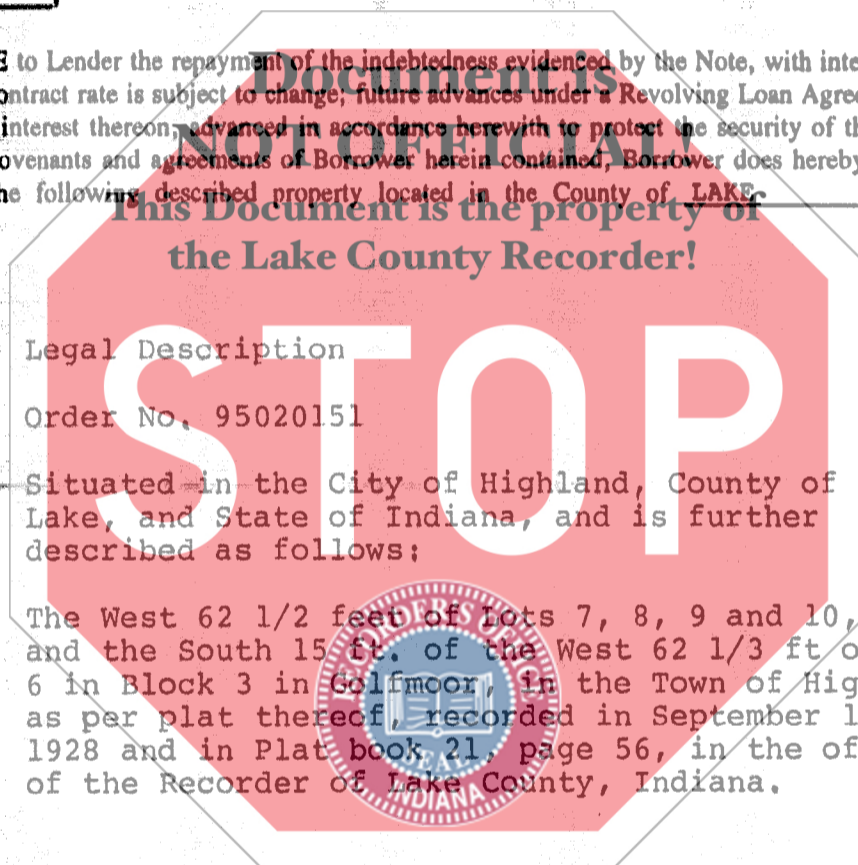 E to Lender the repayment of the indebtedness evidenced by the Note, with inte
ontract rate is subject to change; future advances under a Revolving Loan Agree
interest thereon, advanced in accordance herewith to protect the security of th
ovenants and agreements of Borrower herein contained, Borrower does hereby
he following described property located in the County of LAKE
Document is
NOT OFFICIAL!
This Document is the property of
the Lake County Recorder!
STOP
Legal Description
Order No. 95020151
Situated in the City of Highland, County of
Lake, and State of Indiana, and is further
described as follows:
The West 62 1/2 feet of Lots 7, 8, 9 and 10,
and the South 15 ft. of the West 62 1/3 ft o
6 in Block 3 in Golfmoor, in the Town of Hig
as per plat thereof, recorded in September 1
1928 and in Plat book 21, page 56, in the of
of the Recorder of Lake County, Indiana.
RECORDER'S OFFICE
SEAL
INDIANA